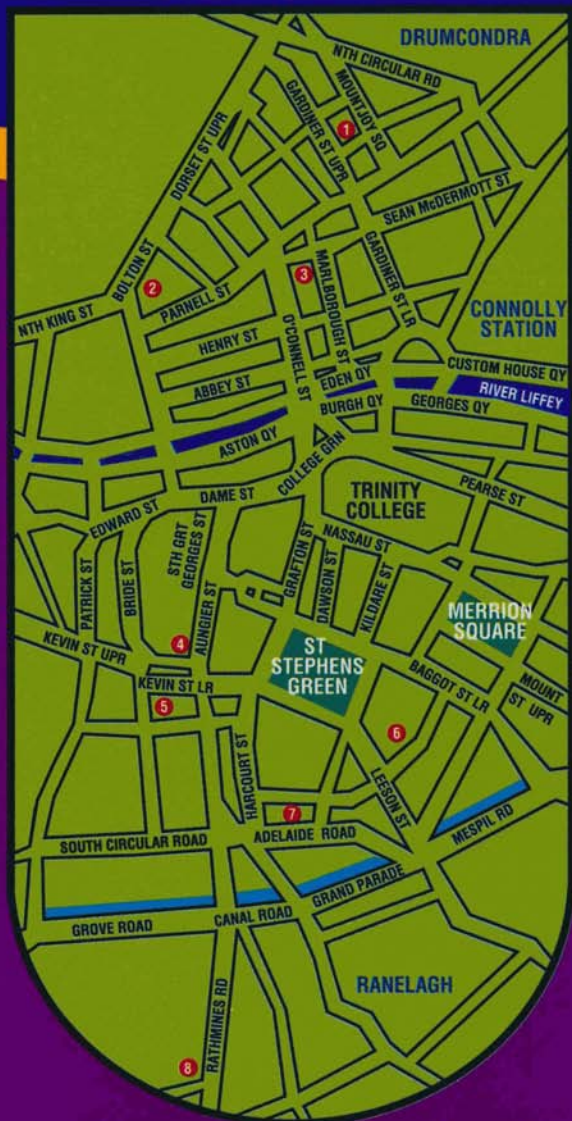 DRUMCONDRA
NTH CIRCULAR RD
MOUNTJOY SQ
GARDINER ST UPR
1
DORSET ST UPR
SEAN McDERMOTT ST
BOLTON ST
2
3
MARLBOROUGH ST
GARDINER ST LR
NTH KING ST
PARNELL ST
CONNOLLY
STATION
HENRY ST
O'CONNELL ST
ABBEY ST
EDEN QY
CUSTOM HOUSE QY
RIVER LIFFEY
BURGH QY
GEORGES QY
ASTON QY
COLLEGE GRN
DAME ST
EDWARD ST
TRINITY
COLLEGE
PEARSE ST
NASSAU ST
PATRICK ST
BRIDE ST
STH GRT
GEORGES ST
AUNGIER ST
GRAFTON ST
DAWSON ST
KILDARE ST
MERRION
SQUARE
KEVIN ST UPR
4
ST
STEPHENS
GREEN
KEVIN ST LR
BAGGOT ST LR
MOUNT
ST UPR
5
6
HARCOURT ST
LEESON ST
7
SOUTH CIRCULAR ROAD
ADELAIDE ROAD
MESPIL RD
GRAND PARADE
GROVE ROAD
CANAL ROAD
RANELAGH
RATHMINES RD
8